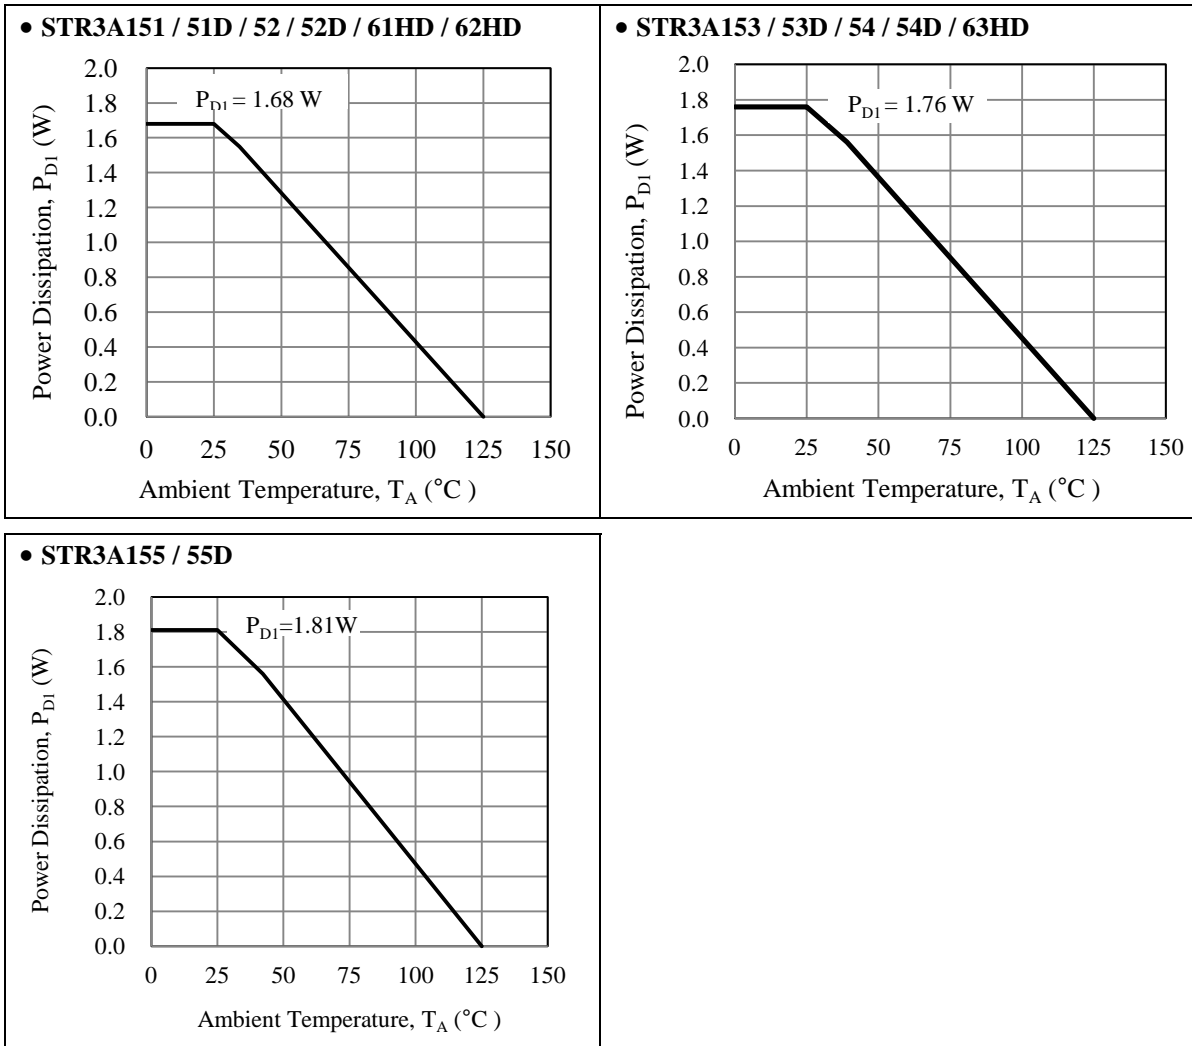 • STR3A151 / 51D / 52 / 52D / 61HD / 62HD
Power Dissipation, P_D1 (W)
2.0
1.8
1.6
1.4
1.2
1.0
0.8
0.6
0.4
0.2
0.0
P_D1 = 1.68 W
0 25 50 75 100 125 150
Ambient Temperature, T_A (°C )
• STR3A153 / 53D / 54 / 54D / 63HD
Power Dissipation, P_D1 (W)
2.0
1.8
1.6
1.4
1.2
1.0
0.8
0.6
0.4
0.2
0.0
P_D1 = 1.76 W
0 25 50 75 100 125 150
Ambient Temperature, T_A (°C )
• STR3A155 / 55D
Power Dissipation, P_D1 (W)
2.0
1.8
1.6
1.4
1.2
1.0
0.8
0.6
0.4
0.2
0.0
P_D1=1.81W
0 25 50 75 100 125 150
Ambient Temperature, T_A (°C )